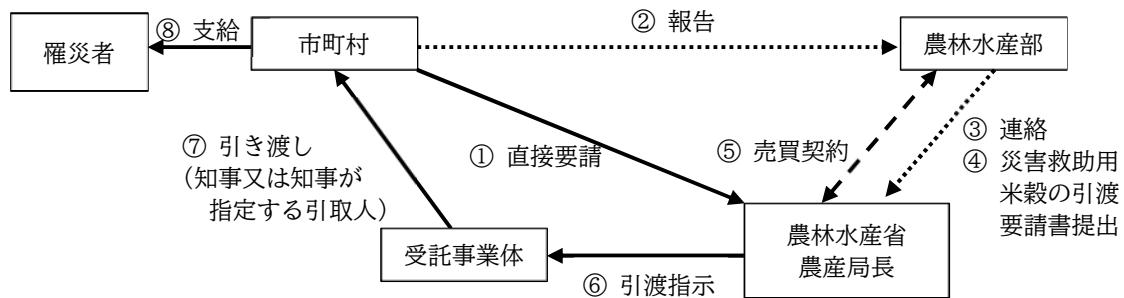 ⑧ 支給
② 報告
罹災者
市町村
農林水産部
⑦ 引き渡し
（知事又は知事が
指定する引取人）
① 直接要請
⑤ 売買契約
③ 連絡
④ 災害救助用
米穀の引渡
要請書提出
受託事業体
農林水産省
農産局長
⑥ 引渡指示